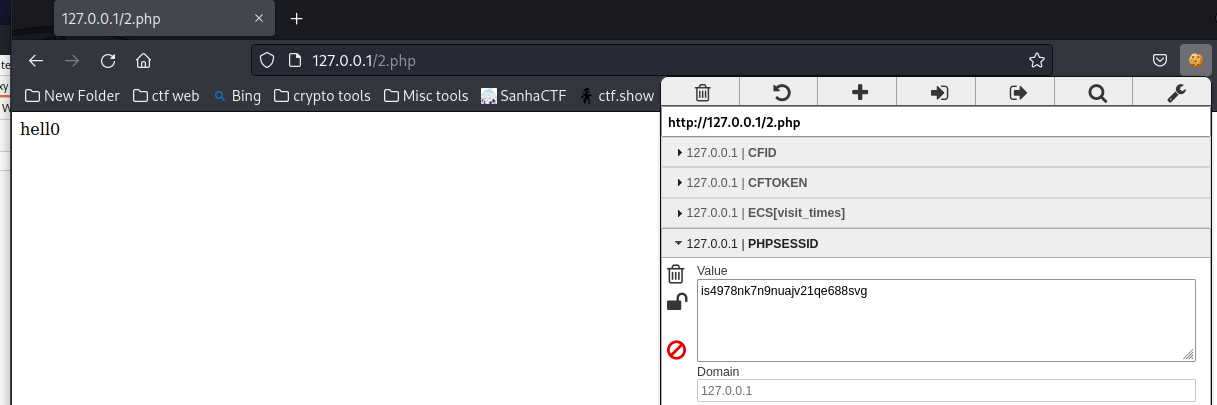 127.0.0.1/2.php
127.0.0.1/2.php
New Folder ctf web Bing crypto tools Misc tools SanhaCTF ctf.show
hell0
http://127.0.0.1/2.php
127.0.0.1 | CFID
127.0.0.1 | CFTOKEN
127.0.0.1 | ECS[visit_times]
127.0.0.1 | PHPSESSID
Value
is4978nk7n9nuajv21qe688svg
Domain
127.0.0.1